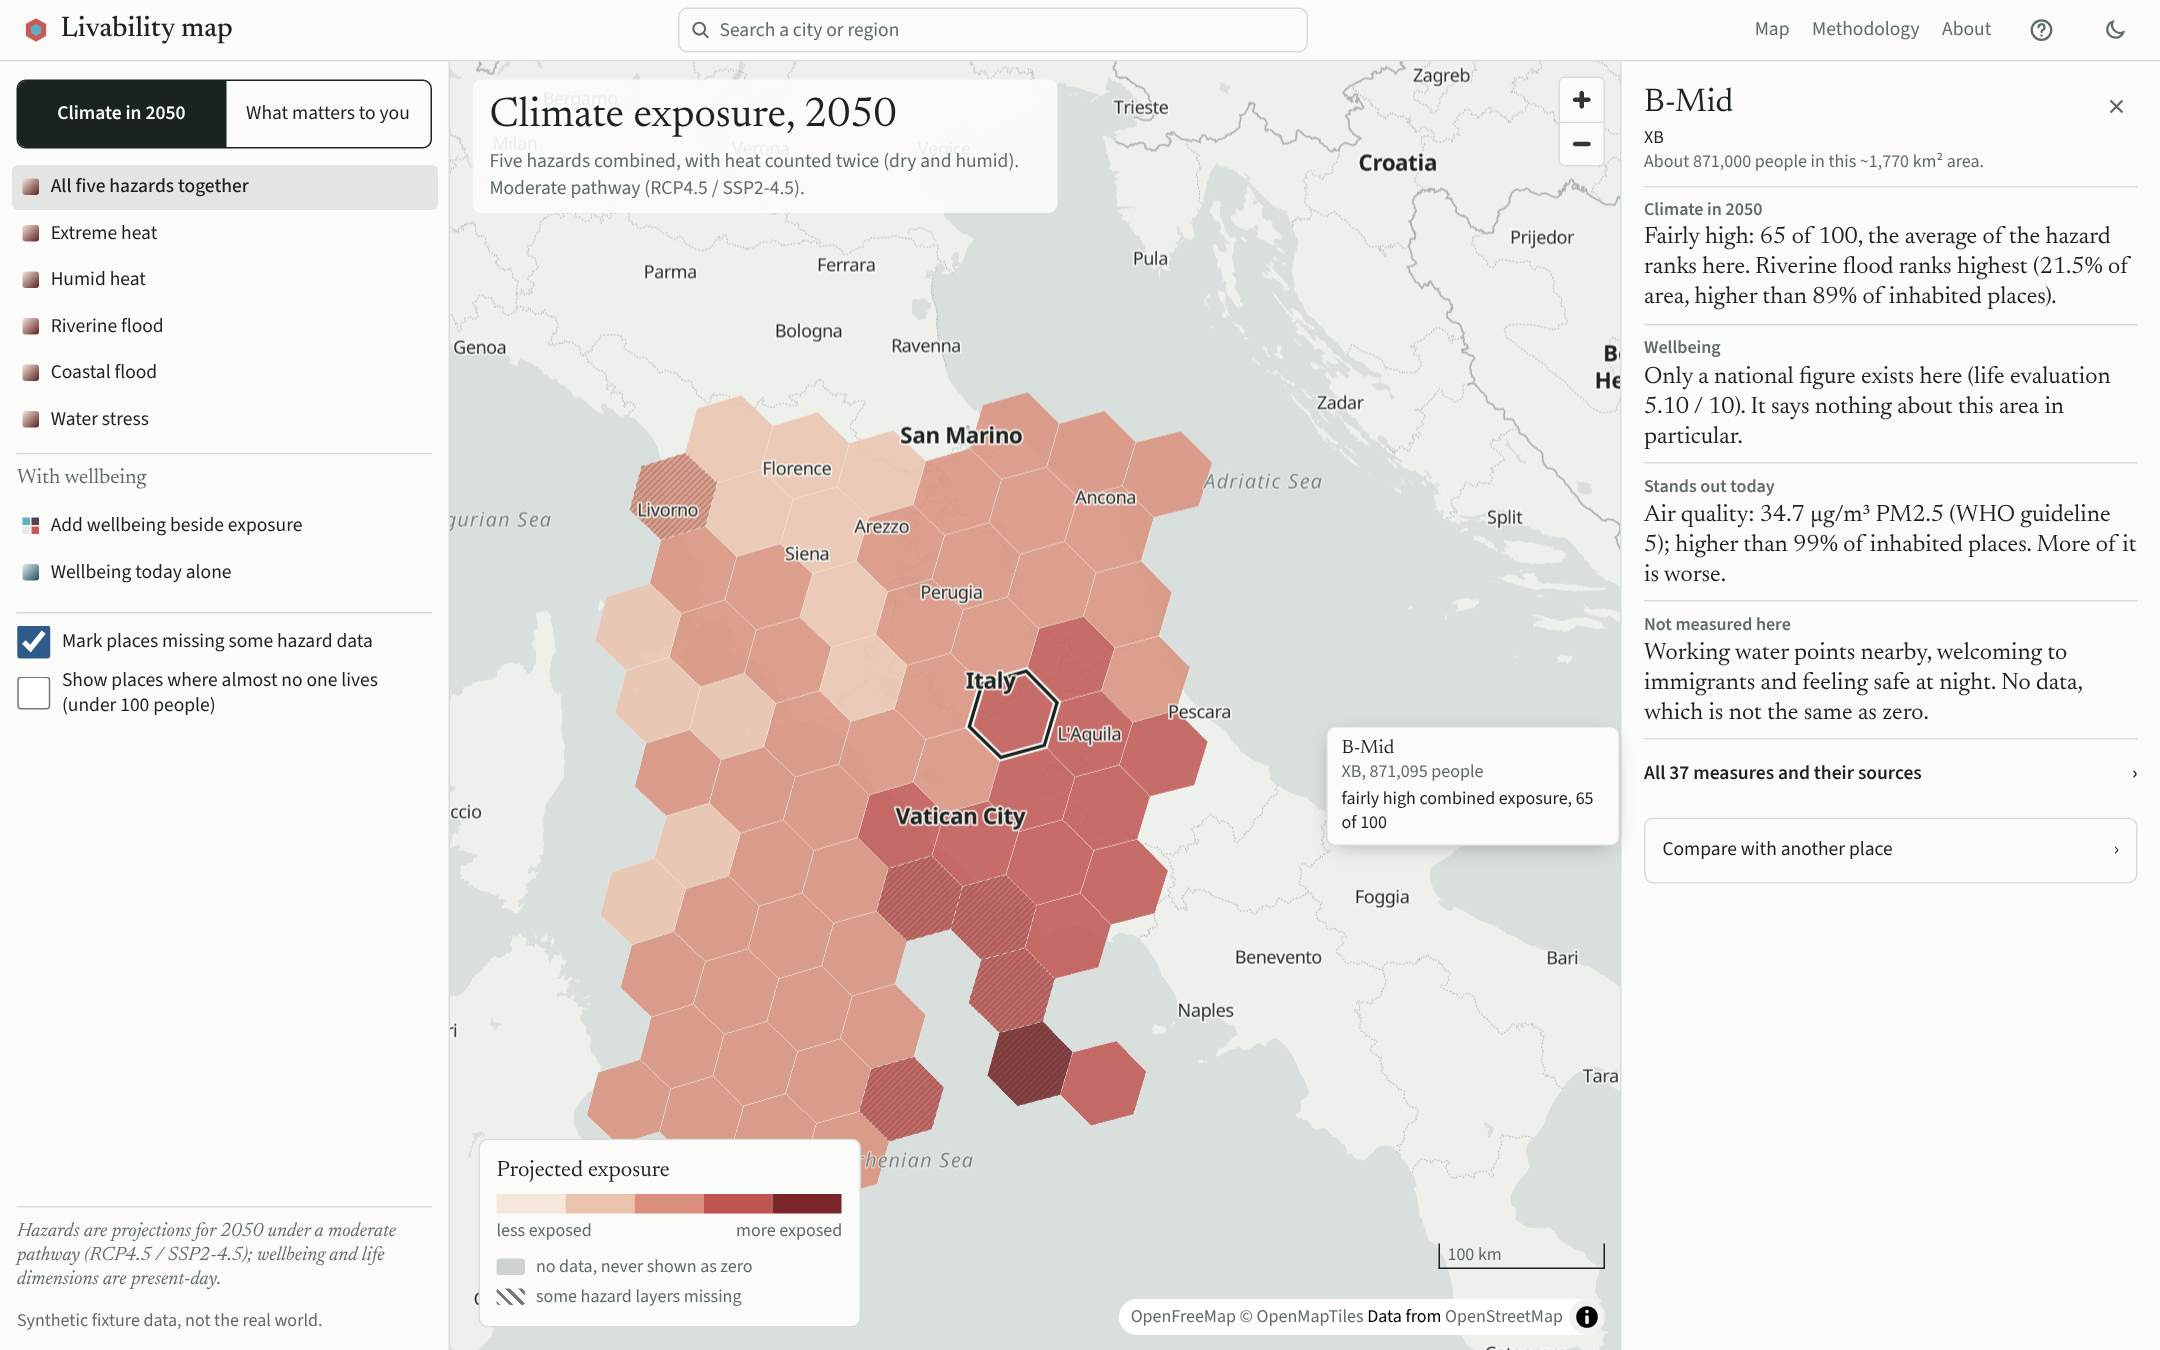 Livability map
Search a city or region
Map
Methodology
About
Climate in 2050
What matters to you
All five hazards together
Extreme heat
Humid heat
Riverine flood
Coastal flood
Water stress
With wellbeing
Add wellbeing beside exposure
Wellbeing today alone
Mark places missing some hazard data
Show places where almost no one lives
(under 100 people)
Hazards are projections for 2050 under a moderate
pathway (RCP4.5 / SSP2-4.5); wellbeing and life
dimensions are present-day.
Synthetic fixture data, not the real world.
Climate exposure, 2050
Five hazards combined, with heat counted twice (dry and humid).
Moderate pathway (RCP4.5 / SSP2-4.5).
Bergamo
Milan
Verona
Venice
Trieste
Zagreb
Croatia
Prijedor
Pula
Parma
Ferrara
Bologna
Ravenna
Genoa
Zadar
Split
San Marino
Florence
Livorno
Ancona
Adriatic Sea
Arezzo
Siena
Perugia
Italy
L'Aquila
Pescara
Vatican City
Foggia
Benevento
Bari
Naples
B-Mid
XB, 871,095 people
fairly high combined exposure, 65
of 100
Projected exposure
less exposed
more exposed
no data, never shown as zero
some hazard layers missing
100 km
OpenFreeMap © OpenMapTiles Data from OpenStreetMap
B-Mid
XB
About 871,000 people in this ~1,770 km² area.
Climate in 2050
Fairly high: 65 of 100, the average of the hazard
ranks here. Riverine flood ranks highest (21.5% of
area, higher than 89% of inhabited places).
Wellbeing
Only a national figure exists here (life evaluation
5.10 / 10). It says nothing about this area in
particular.
Stands out today
Air quality: 34.7 µg/m³ PM2.5 (WHO guideline
5); higher than 99% of inhabited places. More of it
is worse.
Not measured here
Working water points nearby, welcoming to
immigrants and feeling safe at night. No data,
which is not the same as zero.
All 37 measures and their sources
Compare with another place